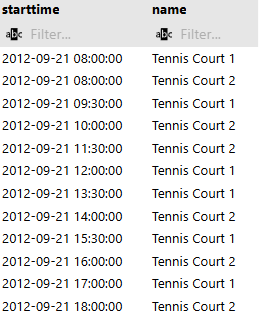 starttime name
abc Filter... abc Filter...
2012-09-21 08:00:00 Tennis Court 1
2012-09-21 08:00:00 Tennis Court 2
2012-09-21 09:30:00 Tennis Court 1
2012-09-21 10:00:00 Tennis Court 2
2012-09-21 11:30:00 Tennis Court 2
2012-09-21 12:00:00 Tennis Court 1
2012-09-21 13:30:00 Tennis Court 1
2012-09-21 14:00:00 Tennis Court 2
2012-09-21 15:30:00 Tennis Court 1
2012-09-21 16:00:00 Tennis Court 2
2012-09-21 17:00:00 Tennis Court 1
2012-09-21 18:00:00 Tennis Court 2